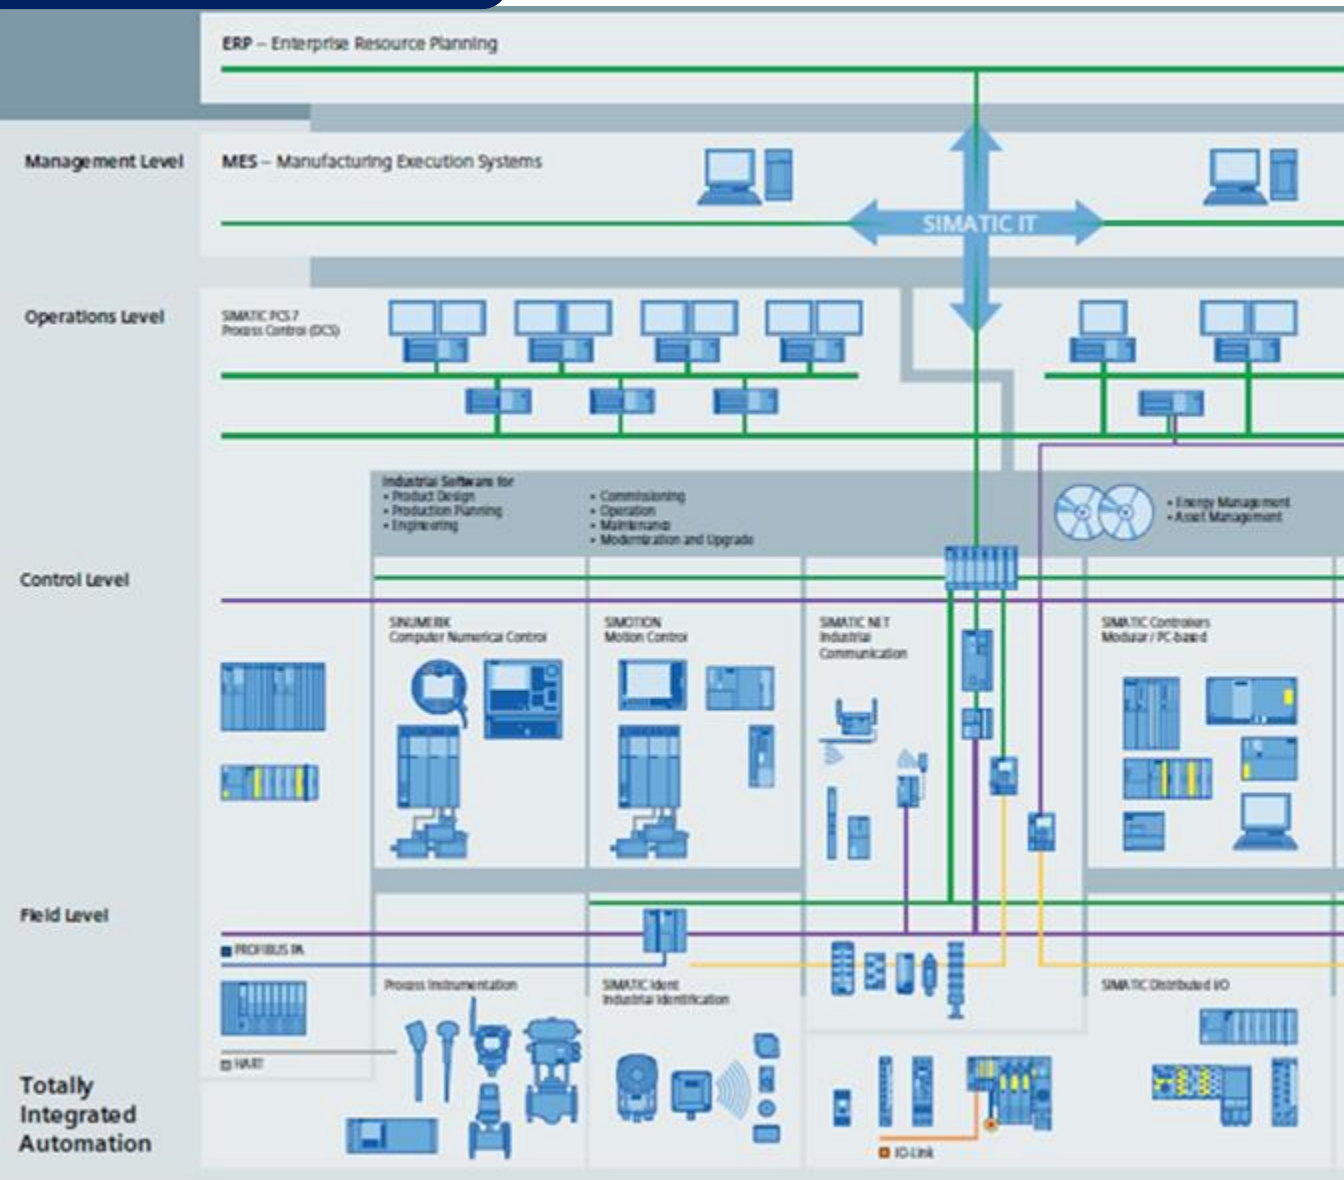 ERP – Enterprise Resource Planning
Management Level
MES – Manufacturing Execution Systems
SIMATIC IT
Operations Level
SIMATIC PCS 7
Process Control (DCS)
Industrial Software for
• Product Design
• Production Planning
• Engineering
• Commissioning
• Operation
• Maintenance
• Modernization and Upgrade
• Energy Management
• Asset Management
Control Level
SINUMERIK
Computer Numerical Control
SIMOTION
Motion Control
SIMATIC NET
Industrial
Communication
SIMATIC Controllers
Modular / PC-based
Field Level
PROFIBUS PA
Process Instrumentation
SIMATIC Ident
Industrial Identification
SIMATIC Distributed I/O
HART
Totally
Integrated
Automation
IO-Link